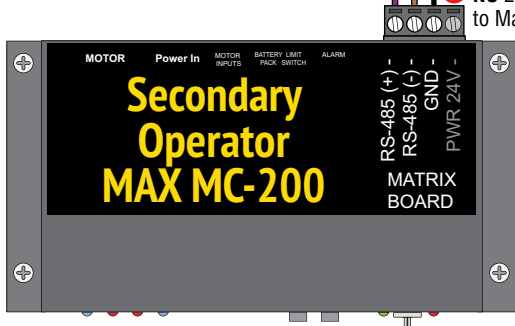 to Ma
MOTOR
Power In
MOTOR INPUTS
BATTERY PACK
LIMIT SWITCH
ALARM
Secondary
Operator
MAX MC-200
RS-485 (+) -
RS-485 (-) -
GND -
PWR 24V -
MATRIX
BOARD